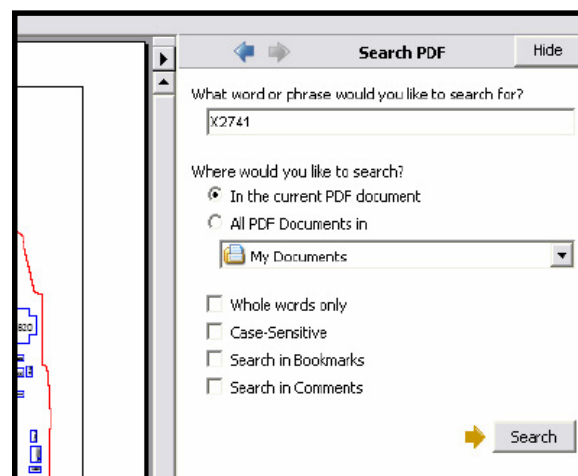 Search PDF
Hide
What word or phrase would you like to search for?
X2741
Where would you like to search?
In the current PDF document
All PDF Documents in
My Documents
Whole words only
Case-Sensitive
Search in Bookmarks
Search in Comments
Search